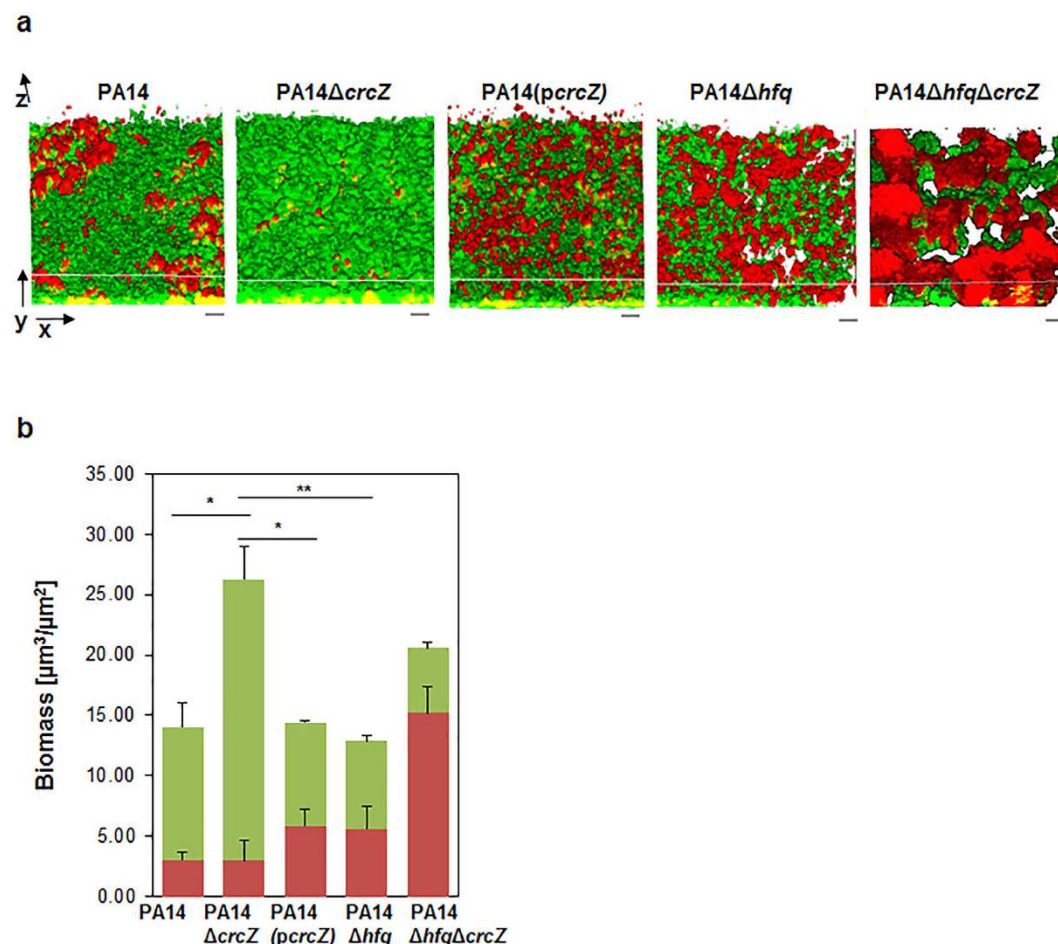 a
z
PA14
PA14ΔcrcZ
PA14(pcrcZ)
PA14Δhfq
PA14ΔhfqΔcrcZ
y
x
b
Biomass [µm³/µm²]
35.00
30.00
25.00
20.00
15.00
10.00
5.00
0.00
*
**
*
PA14
PA14
ΔcrcZ
PA14
(pcrcZ)
PA14
Δhfq
PA14
ΔhfqΔcrcZ